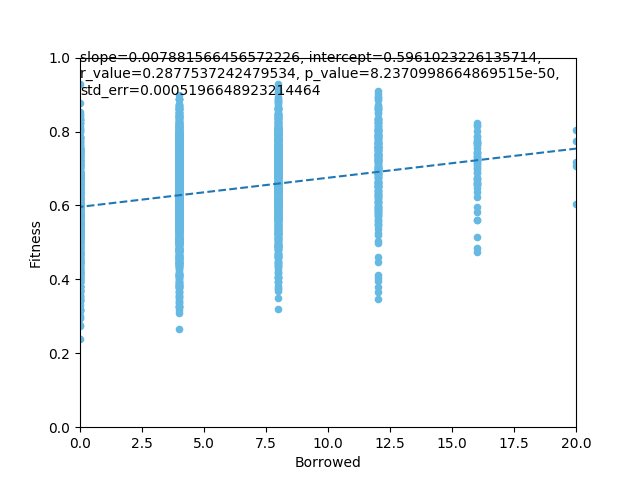 slope=0.007881566456572226, intercept=0.5961023226135714,
r_value=0.2877537242479534, p_value=8.2370998664869515e-50,
std_err=0.0005196648923214464
1.0
0.8
0.6
0.4
0.2
0.0
Fitness
0.0 2.5 5.0 7.5 10.0 12.5 15.0 17.5 20.0
Borrowed